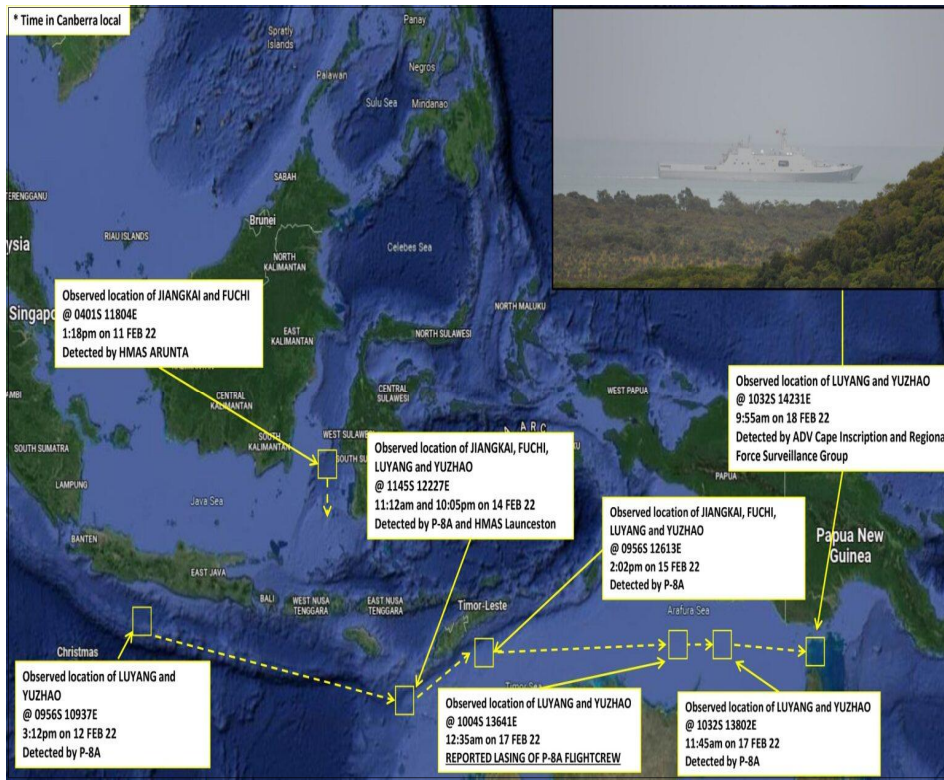 * Time in Canberra local
Panay
Spratly
Islands
Palawan
Negros
Sulu Sea
Mindanao
TERENGGANU
ysia
RIAU ISLANDS
SABAH
Brunei
NORTH
KALIMANTAN
Celebes Sea
Observed location of JIANGKAI and FUCHI
@ 0401S 11804E
1:18pm on 11 FEB 22
Detected by HMAS ARUNTA
Singapo
EAST
KALIMANTAN
NORTH SULAWESI
NORTH MALUKU
CENTRAL
KALIMANTAN
CENTRAL
SULAWESI
WEST PAPUA
AMBI
SOUTH SUMATRA
SOUTH
KALIMANTAN
WEST SULAWESI
SOUTH SU
ARC
LAMPUNG
Java Sea
PAPUA
Papua New
Guinea
Observed location of JIANGKAI, FUCHI,
LUYANG and YUZHAO
@ 1145S 12227E
11:12am and 10:05pm on 14 FEB 22
Detected by P-8A and HMAS Launceston
Observed location of LUYANG and YUZHAO
@ 1032S 14231E
9:55am on 18 FEB 22
Detected by ADV Cape Inscription and Regional
Force Surveillance Group
Observed location of JIANGKAI, FUCHI,
LUYANG and YUZHAO
@ 0956S 12613E
2:02pm on 15 FEB 22
Detected by P-8A
BANTEN
EAST JAVA
BALI
WEST NUSA
TENGGARA
EAST NUSA
TENGGARA
Timor-Leste
Arafura Sea
Christmas
Timor Sea
Observed location of LUYANG and
YUZHAO
@ 0956S 10937E
3:12pm on 12 FEB 22
Detected by P-8A
Observed location of LUYANG and YUZHAO
@ 1004S 13641E
12:35am on 17 FEB 22
REPORTED LASING OF P-8A FLIGHTCREW
Observed location of LUYANG and YUZHAO
@ 1032S 13802E
11:45am on 17 FEB 22
Detected by P-8A